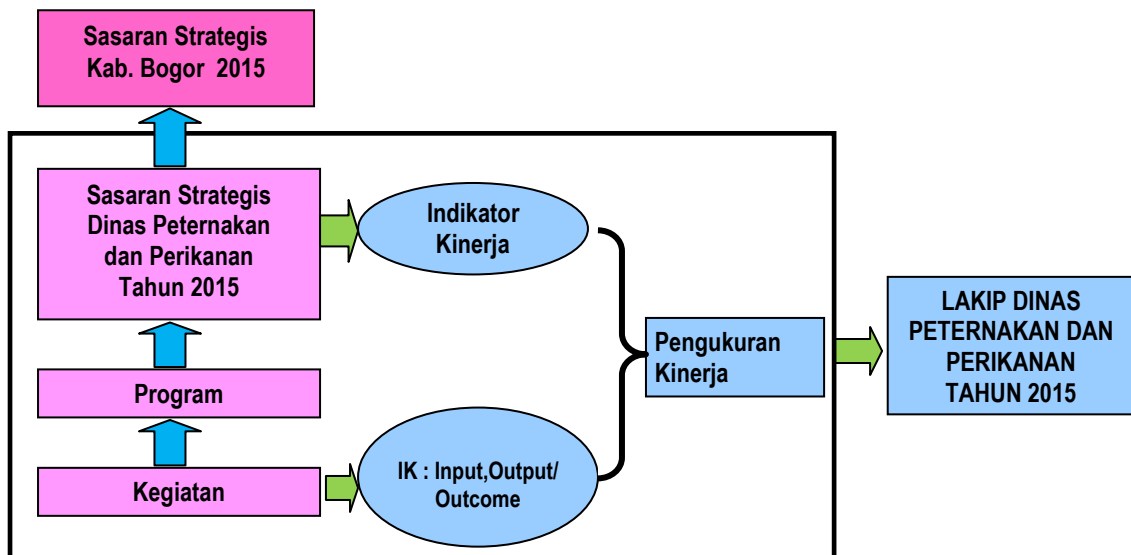 Sasaran Strategis
Kab. Bogor 2015
Sasaran Strategis
Dinas Peternakan
dan Perikanan
Tahun 2015
Indikator
Kinerja
Program
Kegiatan
IK : Input,Output/
Outcome
Pengukuran
Kinerja
LAKIP DINAS
PETERNAKAN DAN
PERIKANAN
TAHUN 2015